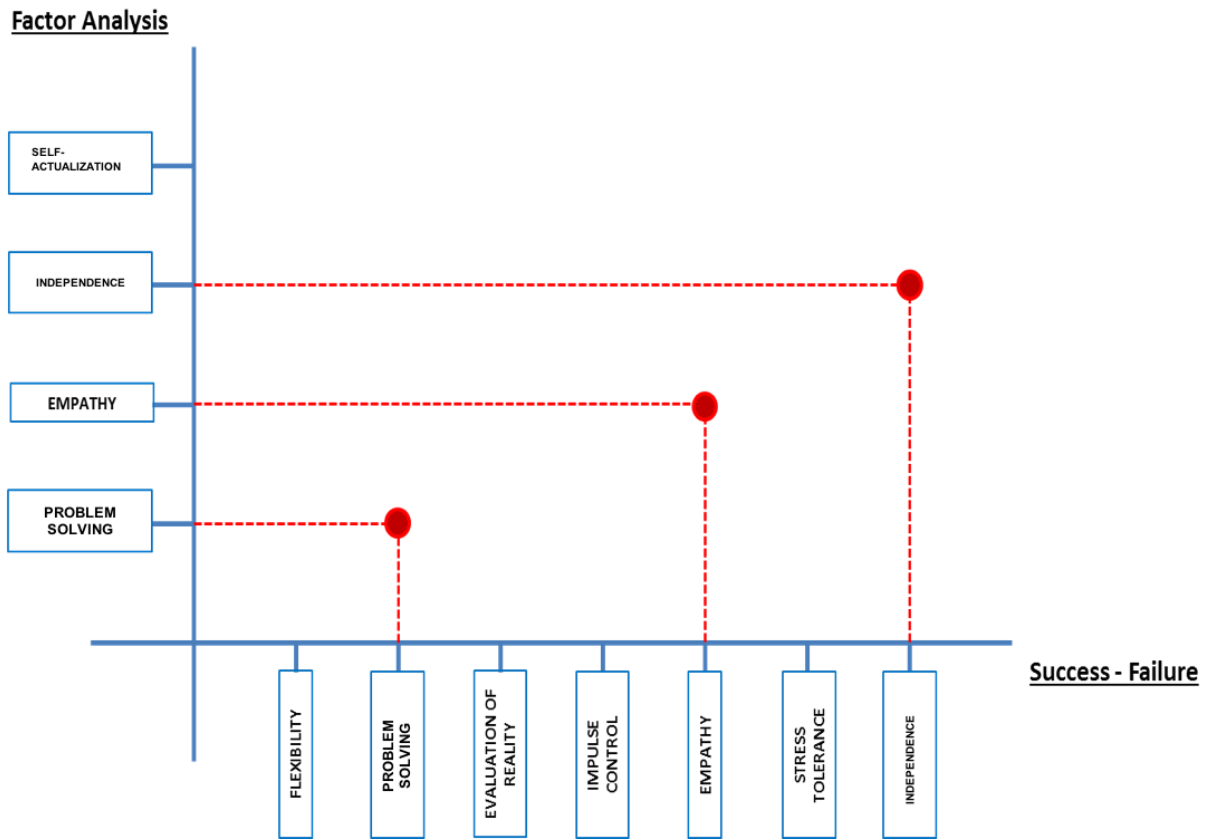 Factor Analysis
SELF-
ACTUALIZATION
INDEPENDENCE
EMPATHY
PROBLEM
SOLVING
Success - Failure
FLEXIBILITY
PROBLEM
SOLVING
EVALUATION OF
REALITY
IMPULSE
CONTROL
EMPATHY
STRESS
TOLERANCE
INDEPENDENCE